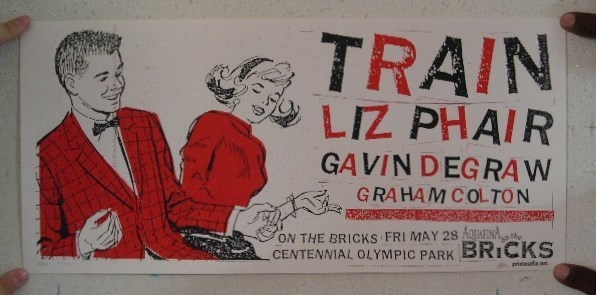 TRAIN
LIZ PHAIR
GAVIN DEGRAW
GRAHAM COLTON
ON THE BRICKS FRI MAY 28
CENTENNIAL OLYMPIC PARK
AQUAFINA on the
BRiCKS